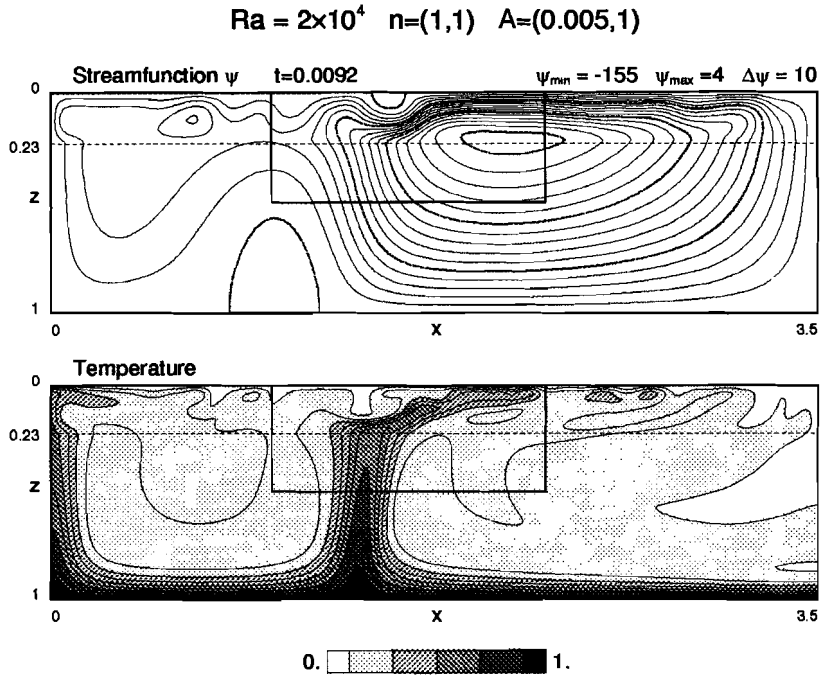 Ra = 2×10⁴ n=(1,1) A=(0.005,1)
Streamfunction ψ t=0.0092 ψmin = -155 ψmax =4 Δψ = 10
0
0.23
z
1
0 x 3.5
Temperature
0
0.23
z
1
0 x 3.5
0. 1.